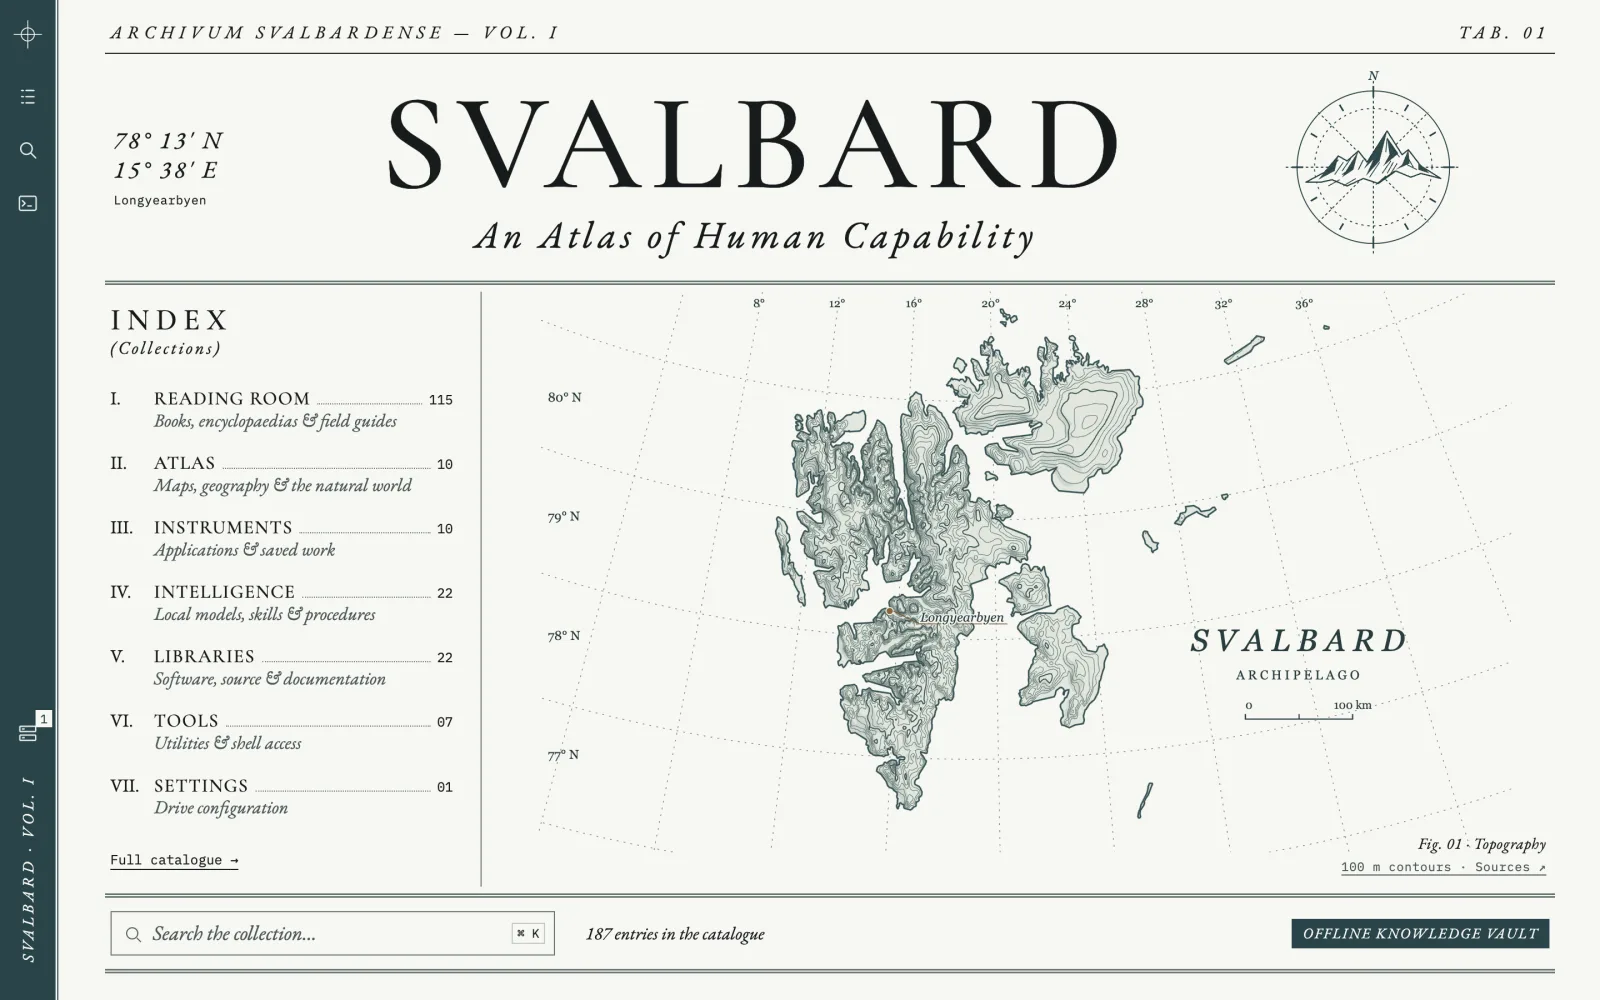 ARCHIVUM SVALBARDENSE — VOL. I
TAB. 01
78° 13′ N
15° 38′ E
Longyearbyen
SVALBARD
An Atlas of Human Capability
N
INDEX
(Collections)
I. READING ROOM 115
Books, encyclopaedias & field guides
II. ATLAS 10
Maps, geography & the natural world
III. INSTRUMENTS 10
Applications & saved work
IV. INTELLIGENCE 22
Local models, skills & procedures
V. LIBRARIES 22
Software, source & documentation
VI. TOOLS 07
Utilities & shell access
VII. SETTINGS 01
Drive configuration
Full catalogue →
8° 12° 16° 20° 24° 28° 32° 36°
80° N
79° N
78° N
77° N
Longyearbyen
SVALBARD
ARCHIPELAGO
0 100 km
Fig. 01 · Topography
100 m contours · Sources ↗
Search the collection...
⌘ K
187 entries in the catalogue
OFFLINE KNOWLEDGE VAULT
1
SVALBARD · VOL. I